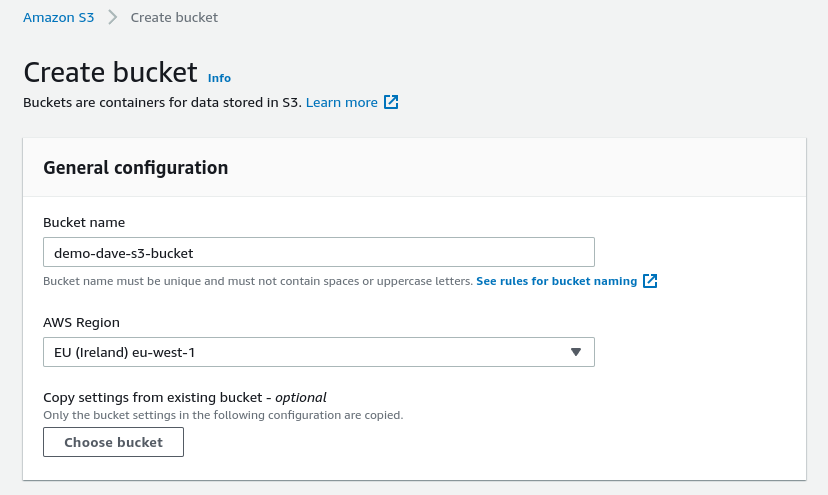 Amazon S3 > Create bucket
Create bucket Info
Buckets are containers for data stored in S3. Learn more
General configuration
Bucket name
demo-dave-s3-bucket
Bucket name must be unique and must not contain spaces or uppercase letters. See rules for bucket naming
AWS Region
EU (Ireland) eu-west-1
Copy settings from existing bucket - optional
Only the bucket settings in the following configuration are copied.
Choose bucket